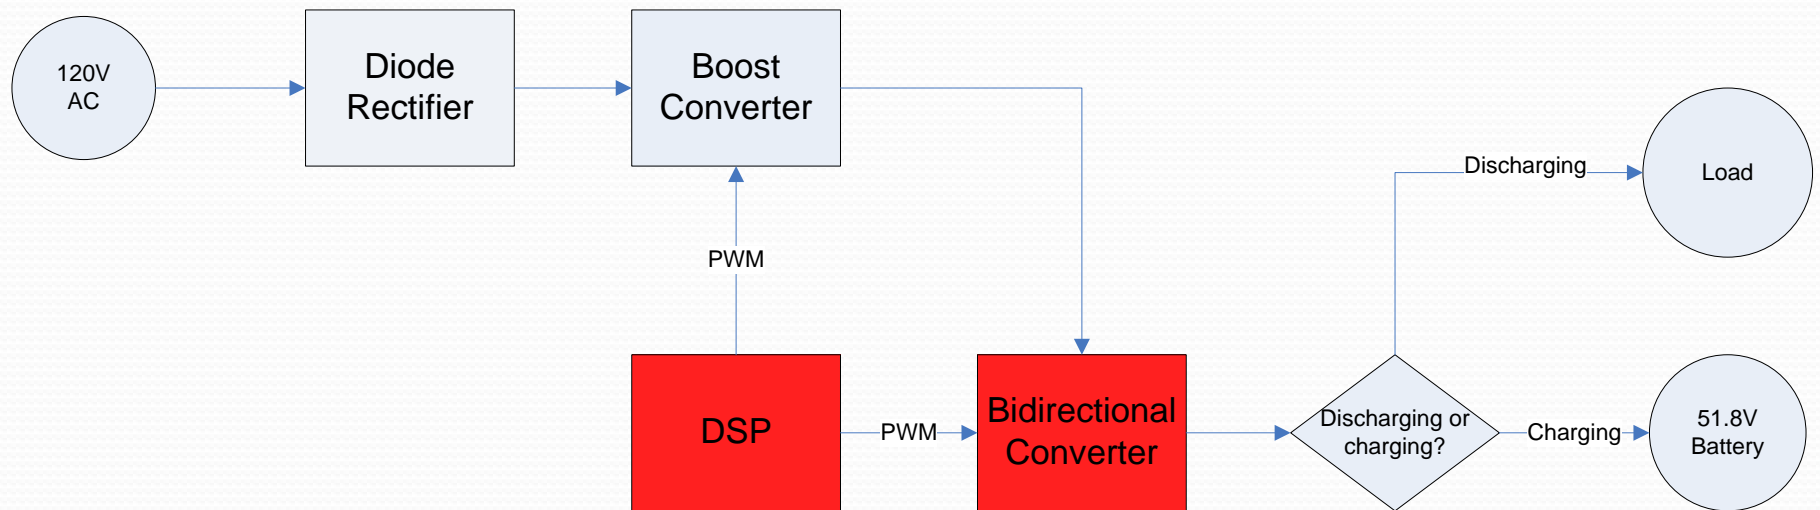 120V
AC
Diode
Rectifier
Boost
Converter
Discharging
Load
PWM
DSP
PWM
Bidirectional
Converter
Discharging or
charging?
Charging
51.8V
Battery